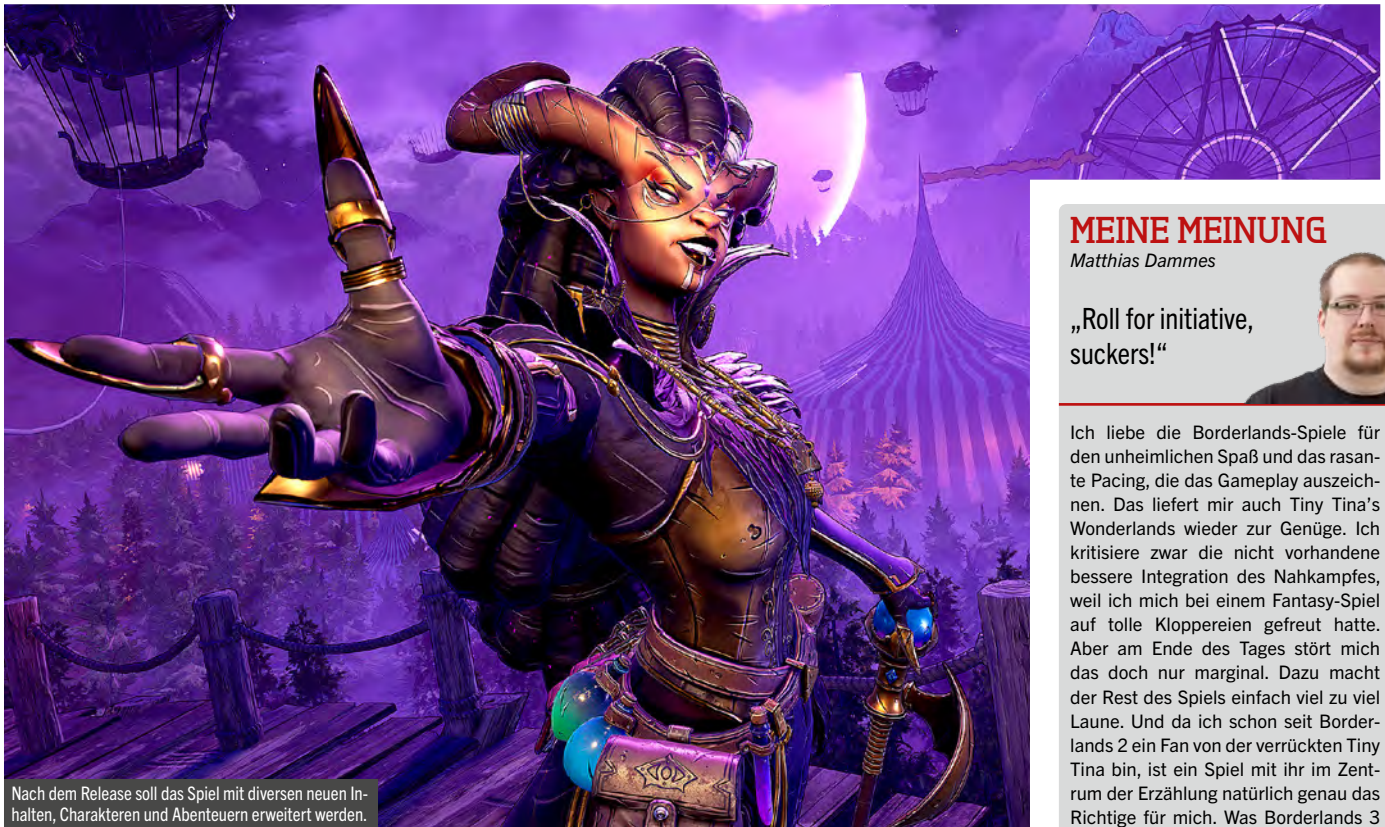 Nach dem Release soll das Spiel mit diversen neuen In-
halten, Charakteren und Abenteuern erweitert werden.
MEINE MEINUNG
Matthias Dammes
„Roll for initiative,
suckers!“
Ich liebe die Borderlands-Spiele für
den unheimlichen Spaß und das rasan-
te Pacing, die das Gameplay auszeich-
nen. Das liefert mir auch Tiny Tina’s
Wonderlands wieder zur Genüge. Ich
kritisiere zwar die nicht vorhandene
bessere Integration des Nahkampfes,
weil ich mich bei einem Fantasy-Spiel
auf tolle Kloppereien gefreut hatte.
Aber am Ende des Tages stört mich
das doch nur marginal. Dazu macht
der Rest des Spiels einfach viel zu viel
Laune. Und da ich schon seit Border-
lands 2 ein Fan von der verrückten Tiny
Tina bin, ist ein Spiel mit ihr im Zent-
rum der Erzählung natürlich genau das
Richtige für mich. Was Borderlands 3